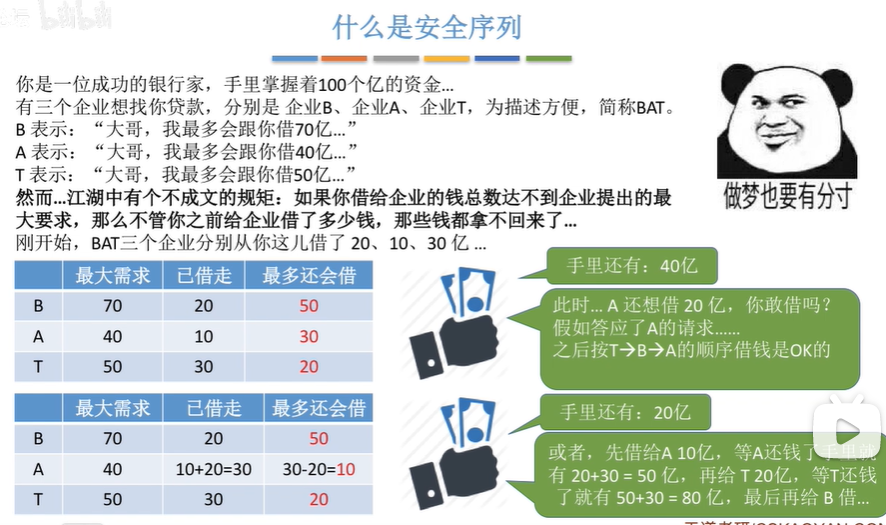 bilibili
什么是安全序列
你是一位成功的银行家，手里掌握着100个亿的资金…
有三个企业想找你贷款，分别是 企业B、企业A、企业T，为描述方便，简称BAT。
B 表示：“大哥，我最多会跟你借70亿…”
A 表示：“大哥，我最多会跟你借40亿…”
T 表示：“大哥，我最多会跟你借50亿…”
然而…江湖中有个不成文的规矩：如果你借给企业的钱总数达不到企业提出的最
大要求，那么不管你之前给企业借了多少钱，那些钱都拿不回来了…
刚开始，BAT三个企业分别从你这儿借了 20、10、30 亿 …
做梦也要有分寸
最大需求 已借走 最多还会借
B 70 20 50
A 40 10 30
T 50 30 20
手里还有：40亿
此时… A 还想借 20 亿，你敢借吗？
假如答应了A的请求……
之后按T→B→A的顺序借钱是OK的
最大需求 已借走 最多还会借
B 70 20 50
A 40 10+20=30 30-20=10
T 50 30 20
手里还有：20亿
或者，先借给A 10亿，等A还钱了手里就
有 20+30 = 50 亿，再给 T 20亿，等T还钱
了就有 50+30 = 80 亿，最后再给 B 借…